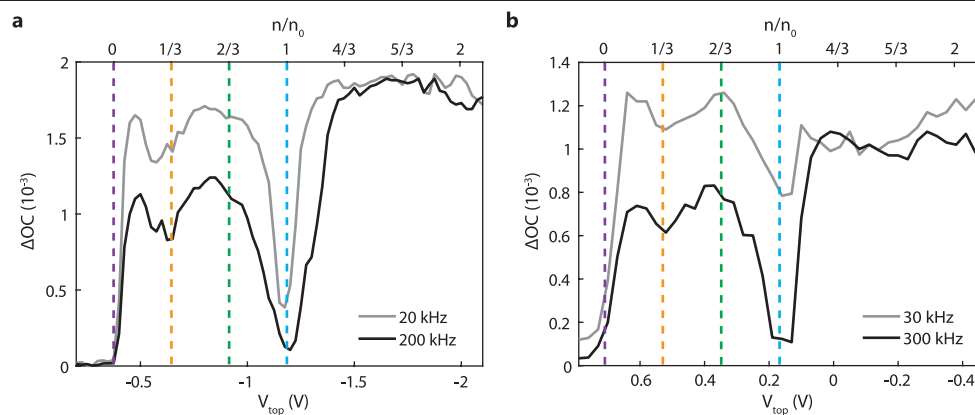 a
n/n0
0 1/3 2/3 1 4/3 5/3 2
2
1.5
1
0.5
0
ΔOC (10-3)
20 kHz
200 kHz
-0.5 -1 -1.5 -2
Vtop (V)
b
n/n0
0 1/3 2/3 1 4/3 5/3 2
1.4
1.2
1
0.8
0.6
0.4
0.2
0
ΔOC (10-3)
30 kHz
300 kHz
0.6 0.4 0.2 0 -0.2 -0.4
Vtop (V)